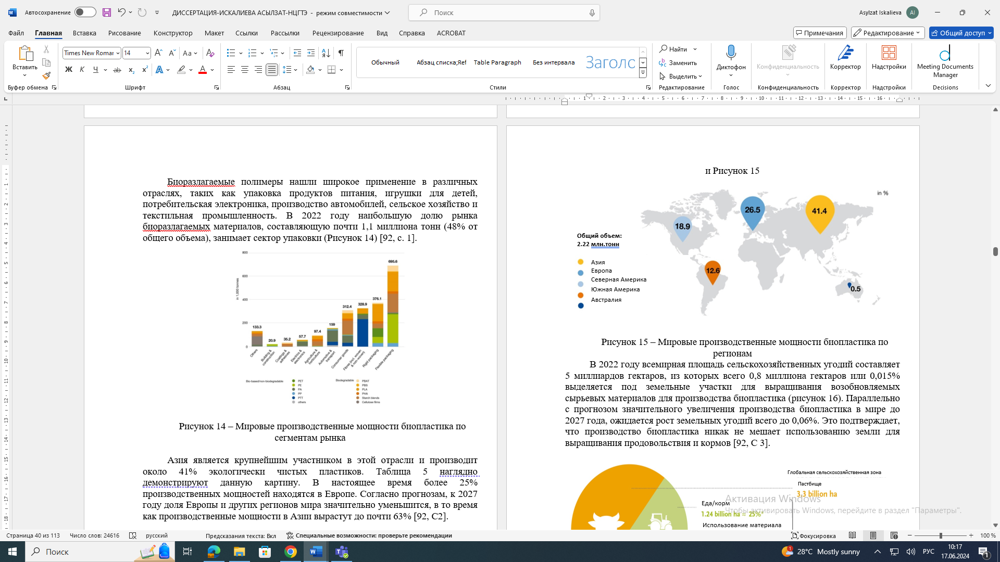 Автосохранение
ДИССЕРТАЦИЯ-ИСКАЛИЕВА АСЫЛЗАТ-НЦГТЭ - режим совместимости
Поиск
Asylzat Iskalieva
AI
Файл Главная Вставка Рисование Конструктор Макет Ссылки Рассылки Рецензирование Вид Справка ACROBAT
Примечания Редактирование Общий доступ
Вставить
Буфер обмена
Times New Roman 14
Шрифт
Абзац
Обычный Абзац списка;Ref Table Paragraph Без интервала Заголо
Стили
Найти
Заменить
Выделить
Редактирование
Диктофон
Голос
Конфиденциальность
Конфиденциальность
Корректор
Корректор
Надстройки
Надстройки
Meeting Documents
Manager
Decisions
Биоразлагаемые полимеры нашли широкое применение в различных
отраслях, таких как упаковка продуктов питания, игрушки для детей,
потребительская электроника, производство автомобилей, сельское хозяйство и
текстильная промышленность. В 2022 году наибольшую долю рынка
биоразлагаемых материалов, составляющую почти 1,1 миллиона тонн (48% от
общего объема), занимает сектор упаковки (Рисунок 14) [92, с. 1].
in 1,000 tonnes
800
600
400
200
0
133.3
20.9
35.2
57.7
97.4
159
312.4
328.9
376.1
695.6
Others
Building & construction
Coatings & adhesives
Electrics & electronics
Agriculture & horticulture
Automotive & transport
Consumer goods
Fibres (incl. woven & non-woven)
Rigid packaging
Flexible packaging
Bio-based/non-biodegradable
PET
PE
PA
PP
PTT
others
Biodegradable
PBAT
PBS
PLA
PHA
Starch blends
Cellulose films
Рисунок 14 – Мировые производственные мощности биопластика по
сегментам рынка
Азия является крупнейшим участником в этой отрасли и производит
около 41% экологически чистых пластиков. Таблица 5 наглядно
демонстрируют данную картину. В настоящее время более 25%
производственных мощностей находятся в Европе. Согласно прогнозам, к 2027
году доля Европы и других регионов мира значительно уменьшится, в то время
как производственные мощности в Азии вырастут до почти 63% [92, С2].
и Рисунок 15
in %
18.9
26.5
41.4
12.6
0.5
Общий объем:
2.22 млн.тонн
Азия
Европа
Северная Америка
Южная Америка
Австралия
Рисунок 15 – Мировые производственные мощности биопластика по
регионам
В 2022 году всемирная площадь сельскохозяйственных угодий составляет
5 миллиардов гектаров, из которых всего 0,8 миллиона гектаров или 0,015%
выделяется под земельные участки для выращивания возобновляемых
сырьевых материалов для производства биопластика (рисунок 16). Параллельно
с прогнозом значительного увеличения производства биопластика в мире до
2027 года, ожидается рост земельных угодий всего до 0,06%. Это подтверждает,
что производство биопластика никак не мешает использованию земли для
выращивания продовольствия и кормов [92, С 3].
Глобальная сельскохозяйственная зона
Пастбище
3,3 billion ha
Еда/корм
1.24 billion ha = 25%*
Использование материала
Активация Windows
Чтобы активировать Windows, перейдите в раздел "Параметры".
Страница 40 из 113 Число слов: 24616 русский Предсказания текста: Вкл Специальные возможности: проверьте рекомендации
Фокусировка
100 %
Поиск
28°C Mostly sunny
РУС
10:17
17.06.2024